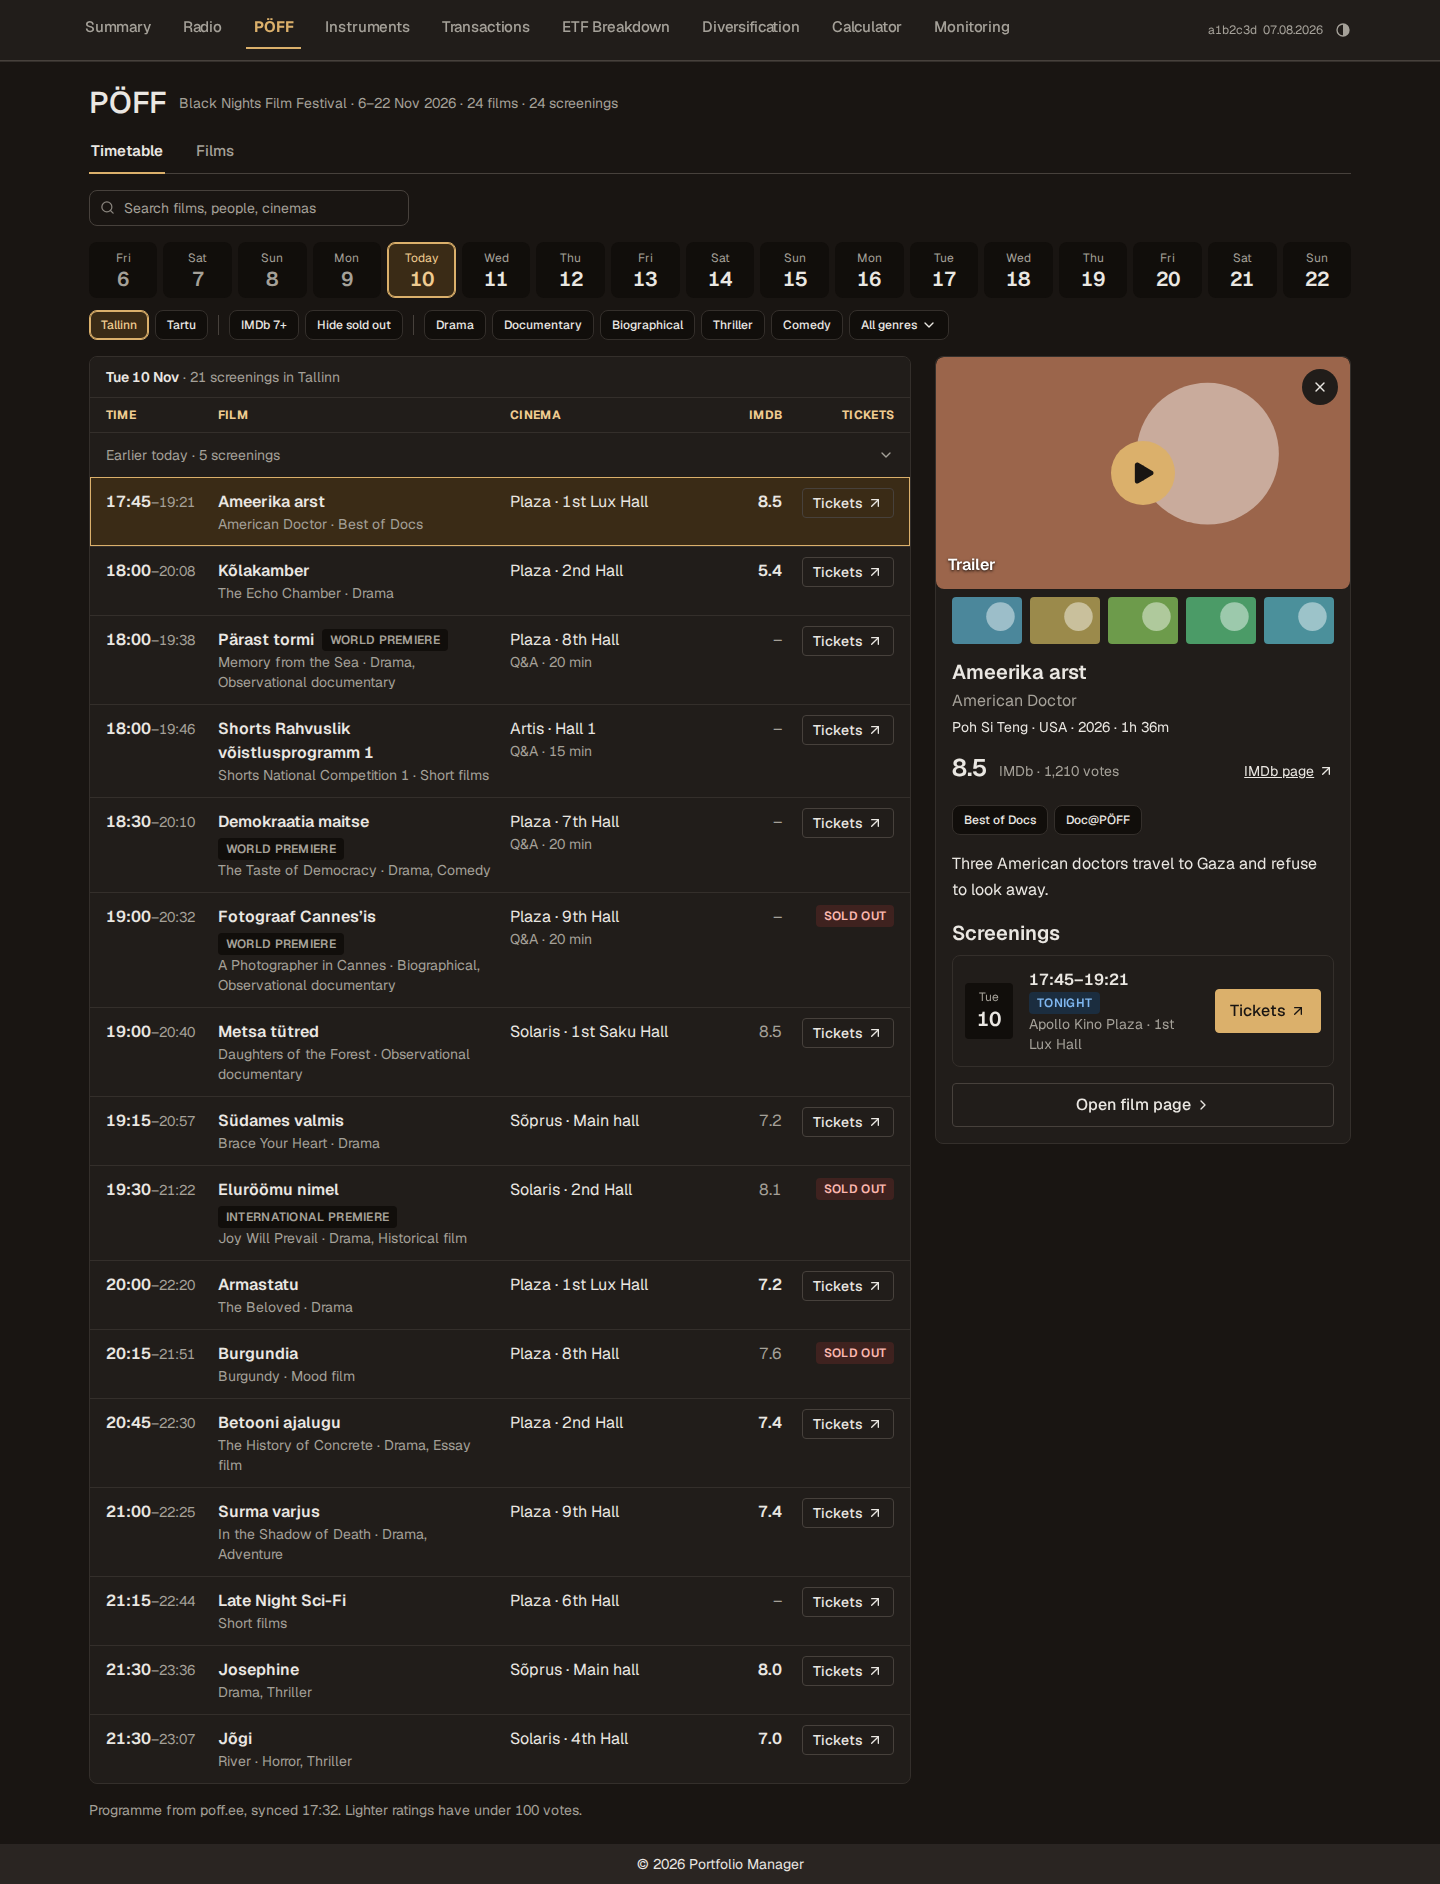 Summary Radio PÖFF Instruments Transactions ETF Breakdown Diversification Calculator Monitoring a1b2c3d 07.08.2026
PÖFF Black Nights Film Festival · 6–22 Nov 2026 · 24 films · 24 screenings
Timetable Films
Search films, people, cinemas
Fri Sat Sun Mon Today Wed Thu Fri Sat Sun Mon Tue Wed Thu Fri Sat Sun
6 7 8 9 10 11 12 13 14 15 16 17 18 19 20 21 22
Tallinn Tartu IMDb 7+ Hide sold out Drama Documentary Biographical Thriller Comedy All genres
Tue 10 Nov · 21 screenings in Tallinn
TIME FILM CINEMA IMDB TICKETS
Earlier today · 5 screenings
17:45–19:21 Ameerika arst Plaza · 1st Lux Hall 8.5 Tickets
American Doctor · Best of Docs
18:00–20:08 Kõlakamber Plaza · 2nd Hall 5.4 Tickets
The Echo Chamber · Drama
18:00–19:38 Pärast tormi WORLD PREMIERE Plaza · 8th Hall – Tickets
Memory from the Sea · Drama, Q&A · 20 min
Observational documentary
18:00–19:46 Shorts Rahvuslik Artis · Hall 1 – Tickets
võistlusprogramm 1 Q&A · 15 min
Shorts National Competition 1 · Short films
18:30–20:10 Demokraatia maitse Plaza · 7th Hall – Tickets
WORLD PREMIERE Q&A · 20 min
The Taste of Democracy · Drama, Comedy
19:00–20:32 Fotograaf Cannes’is Plaza · 9th Hall – SOLD OUT
WORLD PREMIERE Q&A · 20 min
A Photographer in Cannes · Biographical,
Observational documentary
19:00–20:40 Metsa tütred Solaris · 1st Saku Hall 8.5 Tickets
Daughters of the Forest · Observational
documentary
19:15–20:57 Südames valmis Sõprus · Main hall 7.2 Tickets
Brace Your Heart · Drama
19:30–21:22 Elurõõmu nimel Solaris · 2nd Hall 8.1 SOLD OUT
INTERNATIONAL PREMIERE
Joy Will Prevail · Drama, Historical film
20:00–22:20 Armastatu Plaza · 1st Lux Hall 7.2 Tickets
The Beloved · Drama
20:15–21:51 Burgundia Plaza · 8th Hall 7.6 SOLD OUT
Burgundy · Mood film
20:45–22:30 Betooni ajalugu Plaza · 2nd Hall 7.4 Tickets
The History of Concrete · Drama, Essay
film
21:00–22:25 Surma varjus Plaza · 9th Hall 7.4 Tickets
In the Shadow of Death · Drama,
Adventure
21:15–22:44 Late Night Sci-Fi Plaza · 6th Hall – Tickets
Short films
21:30–23:36 Josephine Sõprus · Main hall 8.0 Tickets
Drama, Thriller
21:30–23:07 Jõgi Solaris · 4th Hall 7.0 Tickets
River · Horror, Thriller
Trailer
Ameerika arst
American Doctor
Poh Si Teng · USA · 2026 · 1h 36m
8.5 IMDb · 1,210 votes IMDb page
Best of Docs Doc@PÖFF
Three American doctors travel to Gaza and refuse
to look away.
Screenings
Tue 10
17:45–19:21
TONIGHT
Apollo Kino Plaza · 1st
Lux Hall
Tickets
Open film page
Programme from poff.ee, synced 17:32. Lighter ratings have under 100 votes.
© 2026 Portfolio Manager